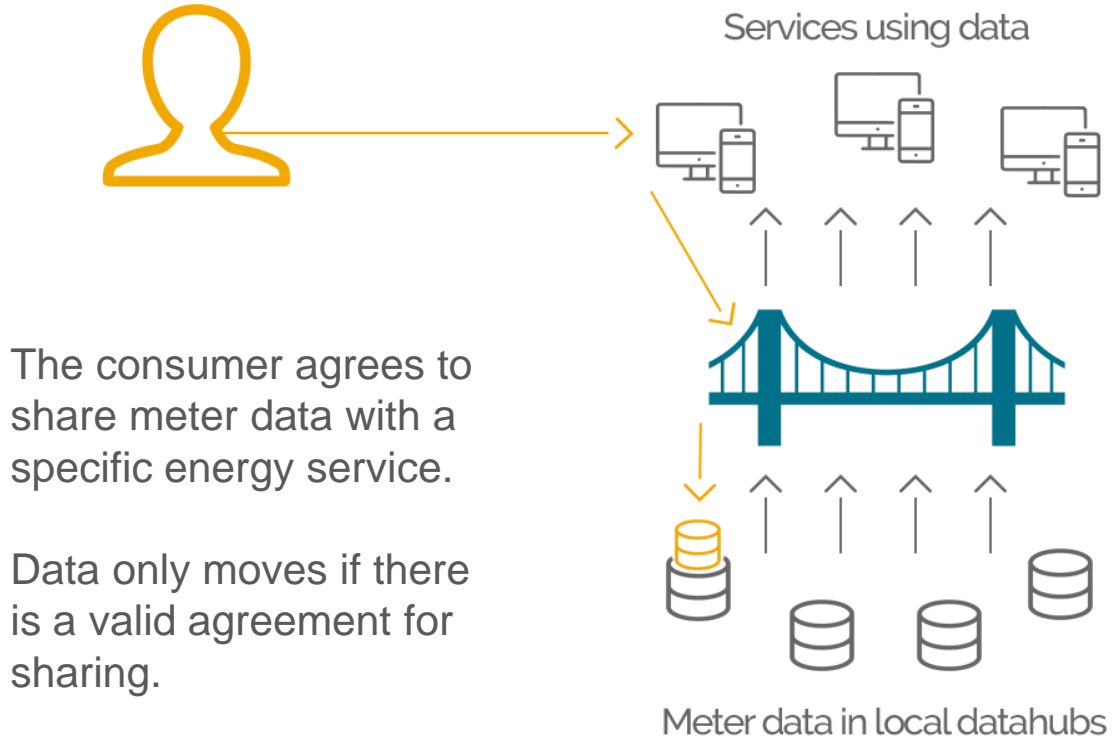 Services using data
The consumer agrees to
share meter data with a
specific energy service.
Data only moves if there
is a valid agreement for
sharing.
Meter data in local datahubs